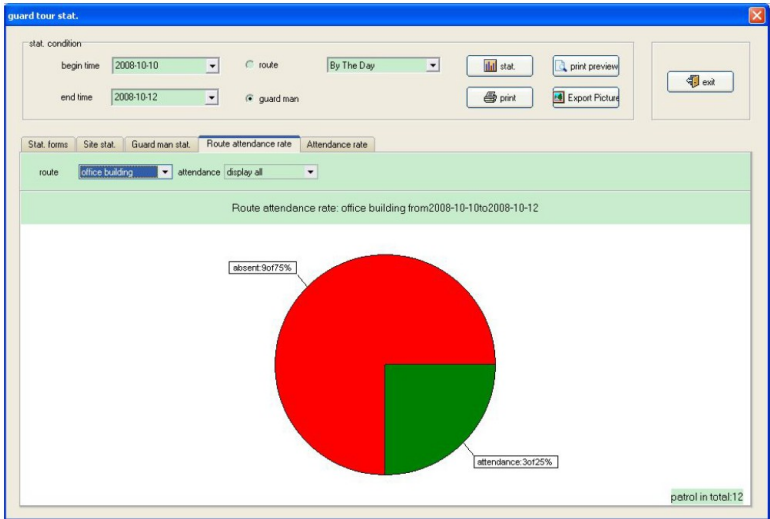 guard tour stat.
stat. condition
begin time 2008-10-10 route By The Day stat. print preview
exit
end time 2008-10-12 guard man print Export Picture
Stat. forms Site stat. Guard man stat. Route attendance rate Attendance rate
route office building attendance display all
Route attendance rate: office building from2008-10-10to2008-10-12
absent:9of75%
attendance:3of25%
patrol in total:12